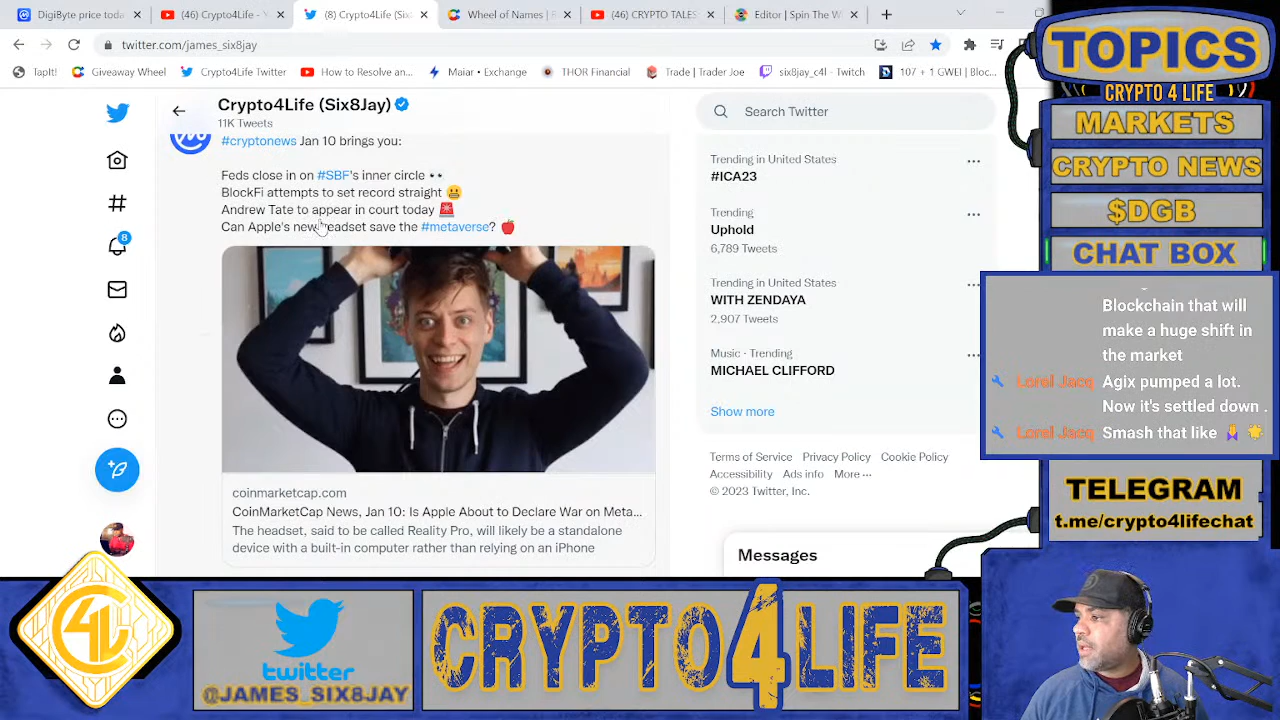 DigiByte price today
(46) Crypto4Life - Y
(8) Crypto4Life (Six
Wheel of Names | R
(46) CRYPTO TALES
Editor | Spin The W
twitter.com/james_six8jay
TapIt!
Giveaway Wheel
Crypto4Life Twitter
How to Resolve an...
Maiar • Exchange
THOR Financial
Trade | Trader Joe
six8jay_c4l - Twitch
107 + 1 GWEI | Bloc...
Crypto4Life (Six8Jay)
11K Tweets
#cryptonews Jan 10 brings you:
Feds close in on #SBF's inner circle 👀
BlockFi attempts to set record straight 😬
Andrew Tate to appear in court today 🚨
Can Apple's new headset save the #metaverse? 🍎
coinmarketcap.com
CoinMarketCap News, Jan 10: Is Apple About to Declare War on Meta...
The headset, said to be called Reality Pro, will likely be a standalone
device with a built-in computer rather than relying on an iPhone
8
Search Twitter
Trending in United States
#ICA23
Trending
Uphold
6,789 Tweets
Trending in United States
WITH ZENDAYA
2,907 Tweets
Music · Trending
MICHAEL CLIFFORD
Show more
Terms of Service Privacy Policy Cookie Policy
Accessibility Ads info More ···
© 2023 Twitter, Inc.
Messages
TOPICS
CRYPTO 4 LIFE
MARKETS
CRYPTO NEWS
$DGB
CHAT BOX
Blockchain that will
make a huge shift in
the market
Lorel Jacq Agix pumped a lot.
Now it's settled down .
Lorel Jacq Smash that like
TELEGRAM
t.me/crypto4lifechat
C4L
twitter
@JAMES_SIX8JAY
CRYPTO4LIFE